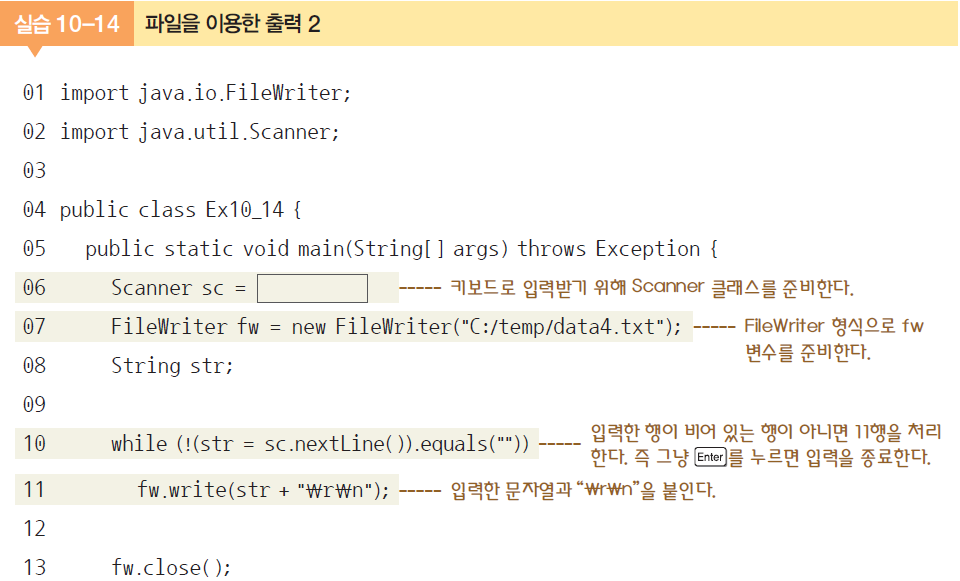 실습 10-14 파일을 이용한 출력 2
01 import java.io.FileWriter;
02 import java.util.Scanner;
03
04 public class Ex10_14 {
05 public static void main(String[] args) throws Exception {
06 Scanner sc = ----- 키보드로 입력받기 위해 Scanner 클래스를 준비한다.
07 FileWriter fw = new FileWriter("C:/temp/data4.txt"); ----- FileWriter 형식으로 fw
변수를 준비한다.
08 String str;
09
10 while (!(str = sc.nextLine()).equals("")) ----- 입력한 행이 비어 있는 행이 아니면 11행을 처리
한다. 즉 그냥 Enter를 누르면 입력을 종료한다.
11 fw.write(str + "₩r₩n"); ----- 입력한 문자열과 “₩r₩n”을 붙인다.
12
13 fw.close();